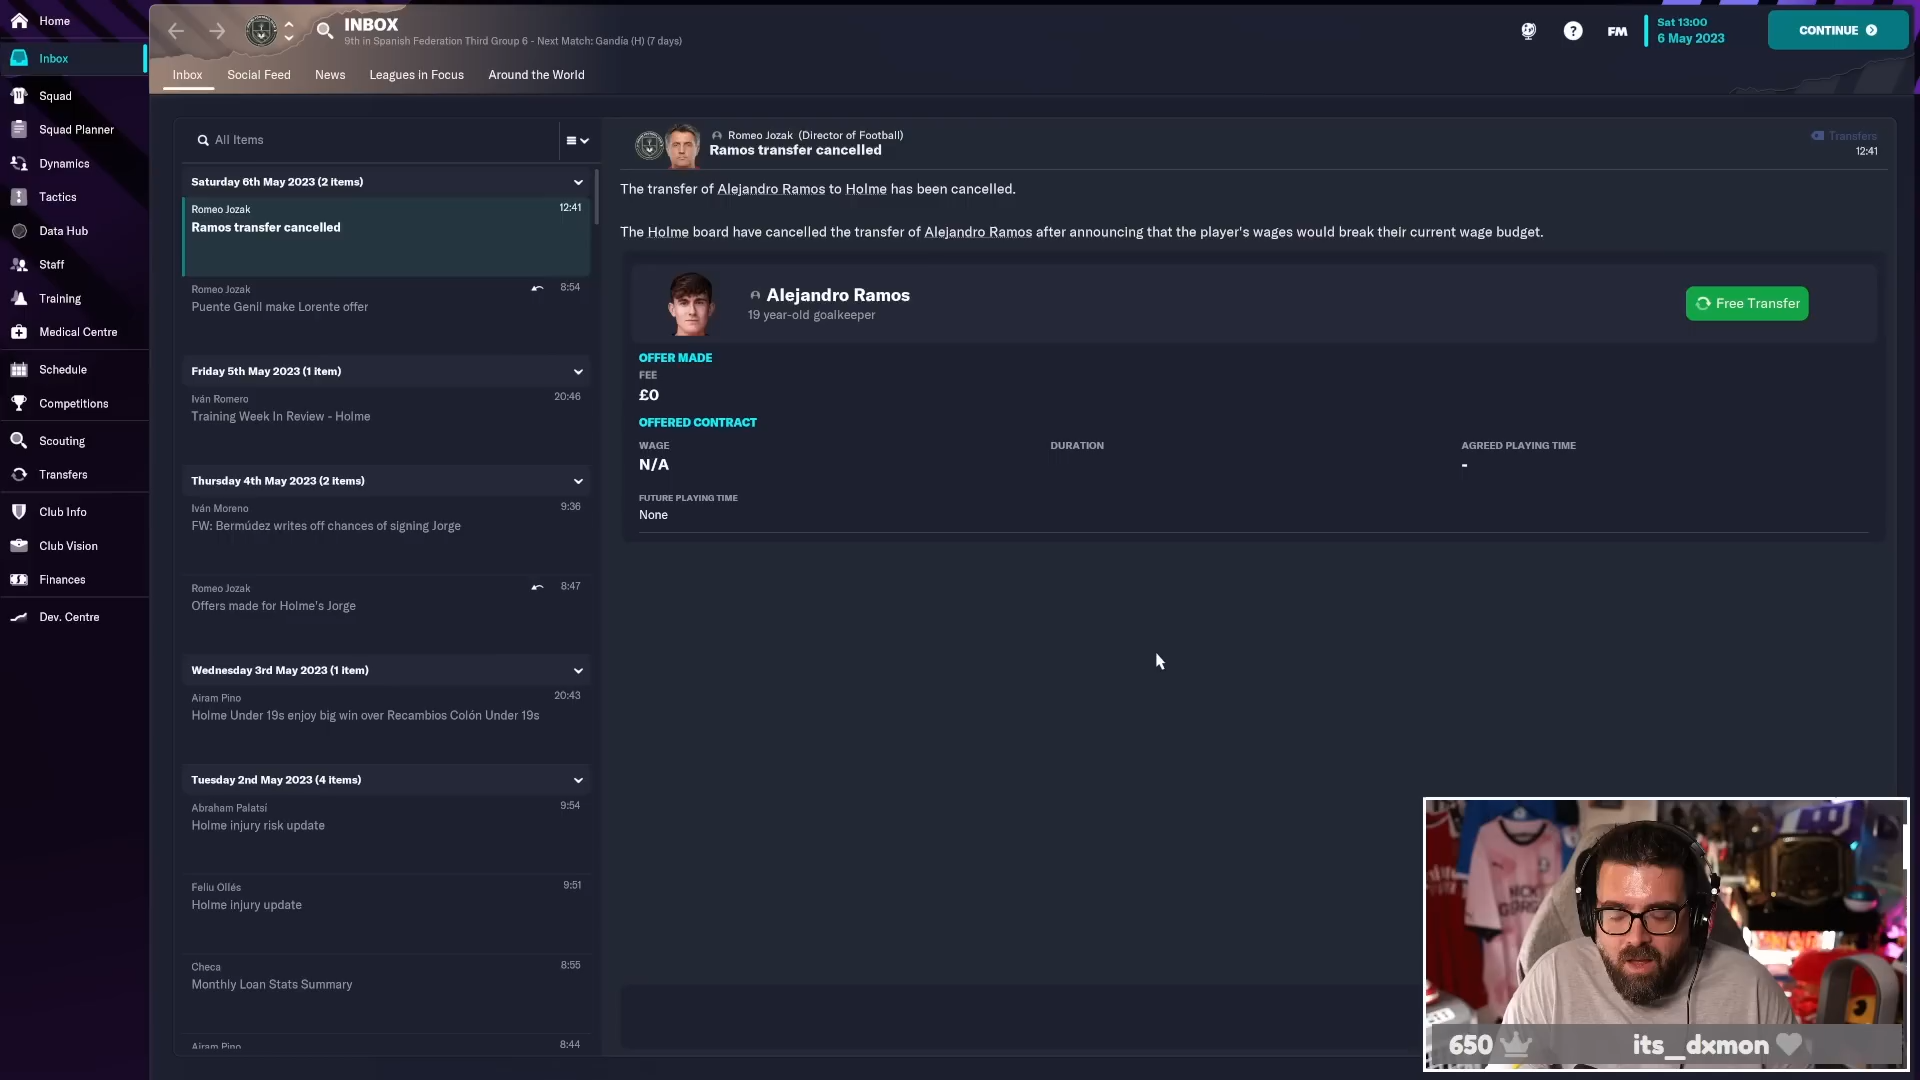 Home
Inbox
Squad
Squad Planner
Dynamics
Tactics
Data Hub
Staff
Training
Medical Centre
Schedule
Competitions
Scouting
Transfers
Club Info
Club Vision
Finances
Dev. Centre
INBOX
9th in Spanish Federation Third Group 6 - Next Match: Gandía (H) (7 days)
FM
Sat 13:00
6 May 2023
CONTINUE
Inbox Social Feed News Leagues in Focus Around the World
All Items
Saturday 6th May 2023 (2 items)
Romeo Jozak 12:41
Ramos transfer cancelled
Romeo Jozak 8:54
Puente Genil make Lorente offer
Friday 5th May 2023 (1 item)
Iván Romero 20:46
Training Week In Review - Holme
Thursday 4th May 2023 (2 items)
Iván Moreno 9:36
FW: Bermúdez writes off chances of signing Jorge
Romeo Jozak 8:47
Offers made for Holme's Jorge
Wednesday 3rd May 2023 (1 item)
Airam Pino 20:43
Holme Under 19s enjoy big win over Recambios Colón Under 19s
Tuesday 2nd May 2023 (4 items)
Abraham Palatsí 9:54
Holme injury risk update
Feliu Ollés 9:51
Holme injury update
Checa 8:55
Monthly Loan Stats Summary
Airam Pino 8:44
Romeo Jozak (Director of Football)
Ramos transfer cancelled
Transfers
12:41
The transfer of Alejandro Ramos to Holme has been cancelled.
The Holme board have cancelled the transfer of Alejandro Ramos after announcing that the player's wages would break their current wage budget.
Alejandro Ramos
19 year-old goalkeeper
Free Transfer
OFFER MADE
FEE
£0
OFFERED CONTRACT
WAGE DURATION AGREED PLAYING TIME
N/A -
FUTURE PLAYING TIME
None
650 its__dxmon